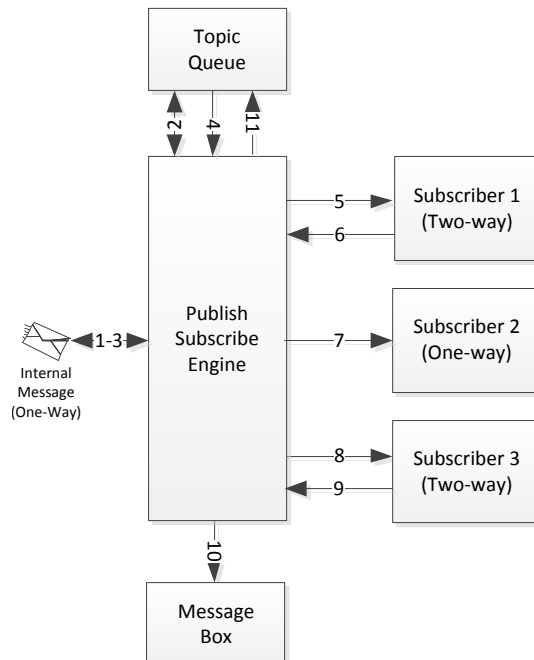 Topic
Queue
2
4
11
5
Subscriber 1
(Two-way)
6
1-3
Internal
Message
(One-Way)
Publish
Subscribe
Engine
7
Subscriber 2
(One-way)
8
Subscriber 3
(Two-way)
9
10
Message
Box